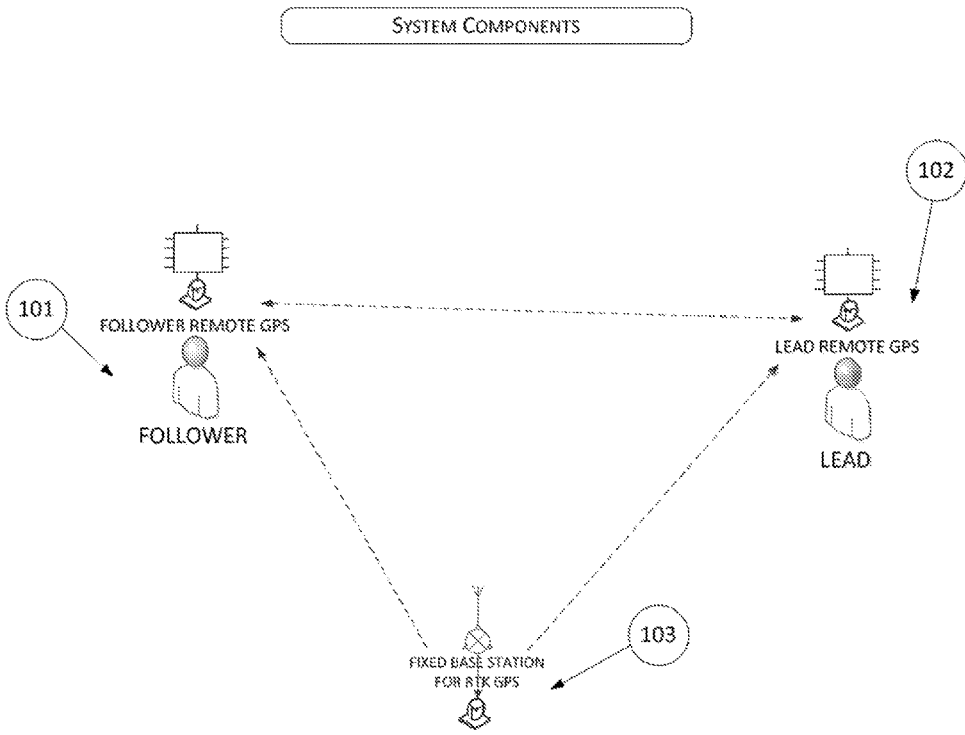 SYSTEM COMPONENTS
102
101
FOLLOWER REMOTE GPS
LEAD REMOTE GPS
FOLLOWER
LEAD
103
FIXED BASE STATION
FOR RTK GPS